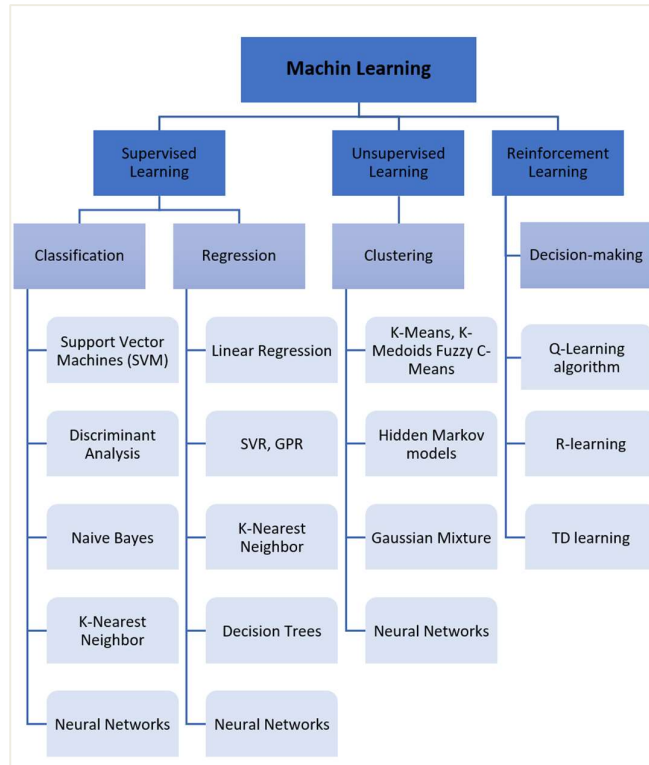 Machin Learning
Supervised
Learning
Unsupervised
Learning
Reinforcement
Learning
Classification
Regression
Clustering
Decision-making
Support Vector
Machines (SVM)
Linear Regression
K-Means, K-
Medoids Fuzzy C-
Means
Q-Learning
algorithm
Discriminant
Analysis
SVR, GPR
Hidden Markov
models
R-learning
Naive Bayes
K-Nearest
Neighbor
Gaussian Mixture
TD learning
K-Nearest
Neighbor
Decision Trees
Neural Networks
Neural Networks
Neural Networks